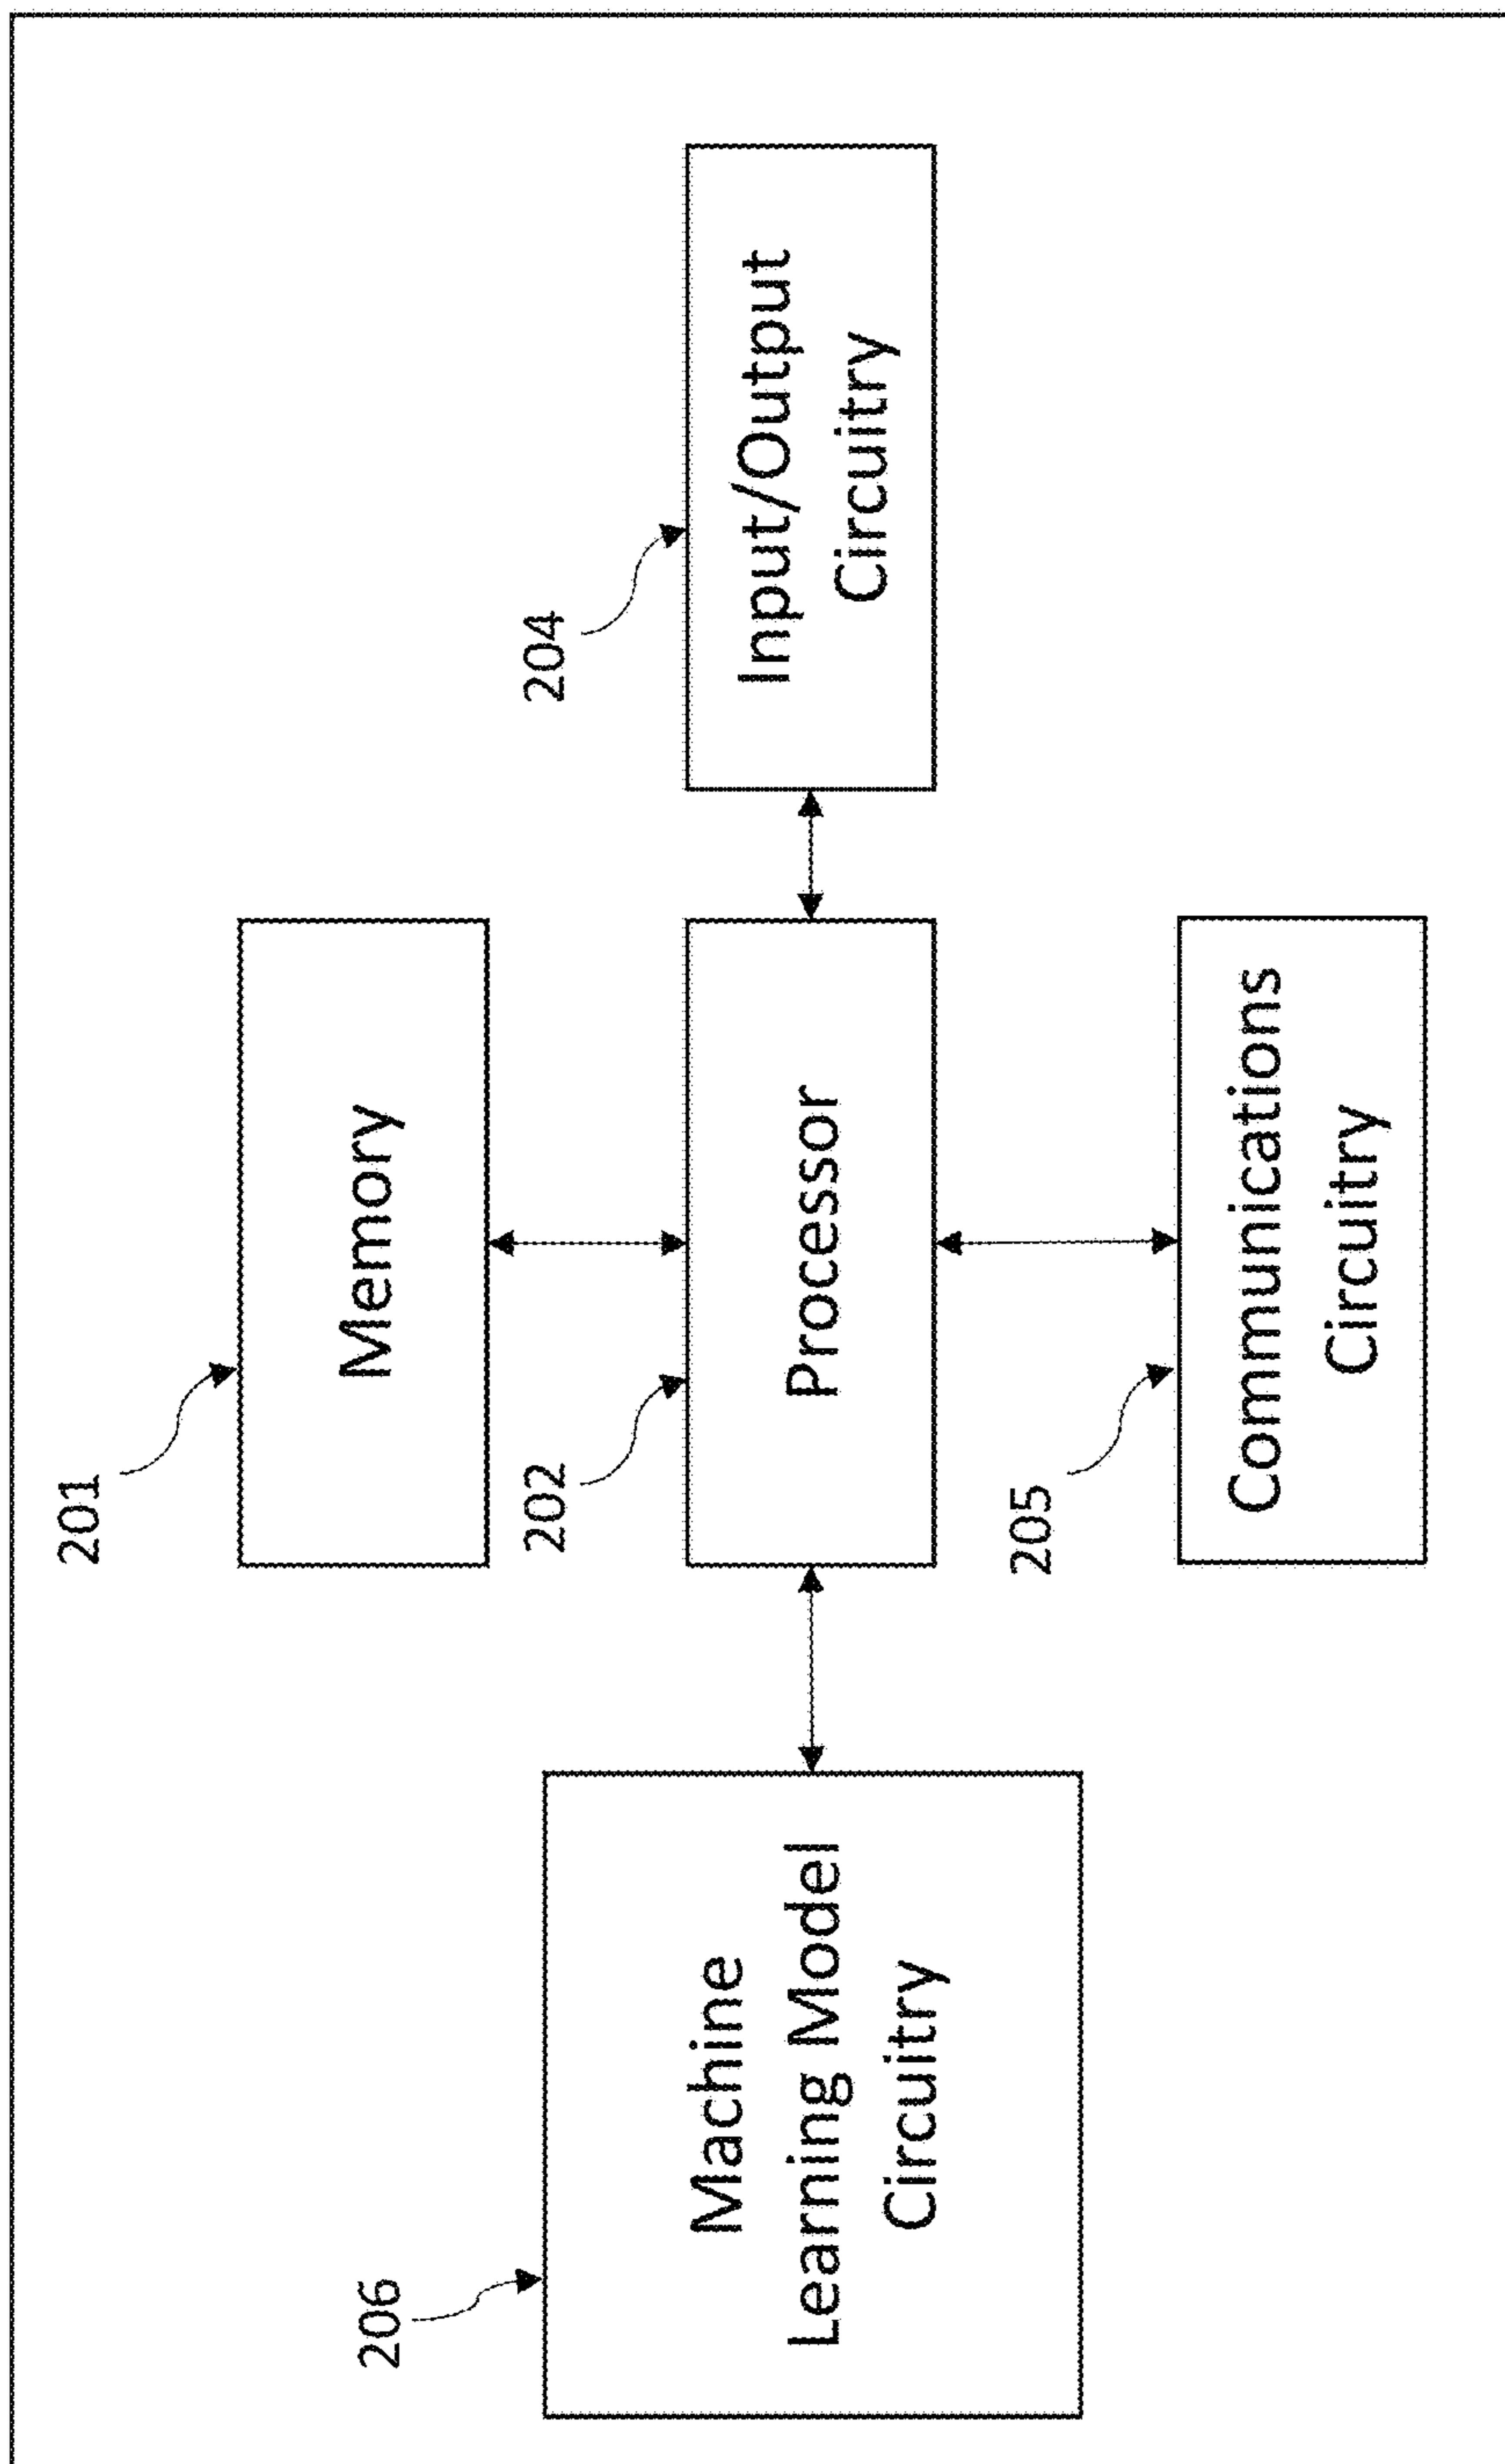 201
Memory
204
202
Processor
Input/Output
Circuitry
206
Machine
Learning Model
Circuitry
205
Communications
Circuitry